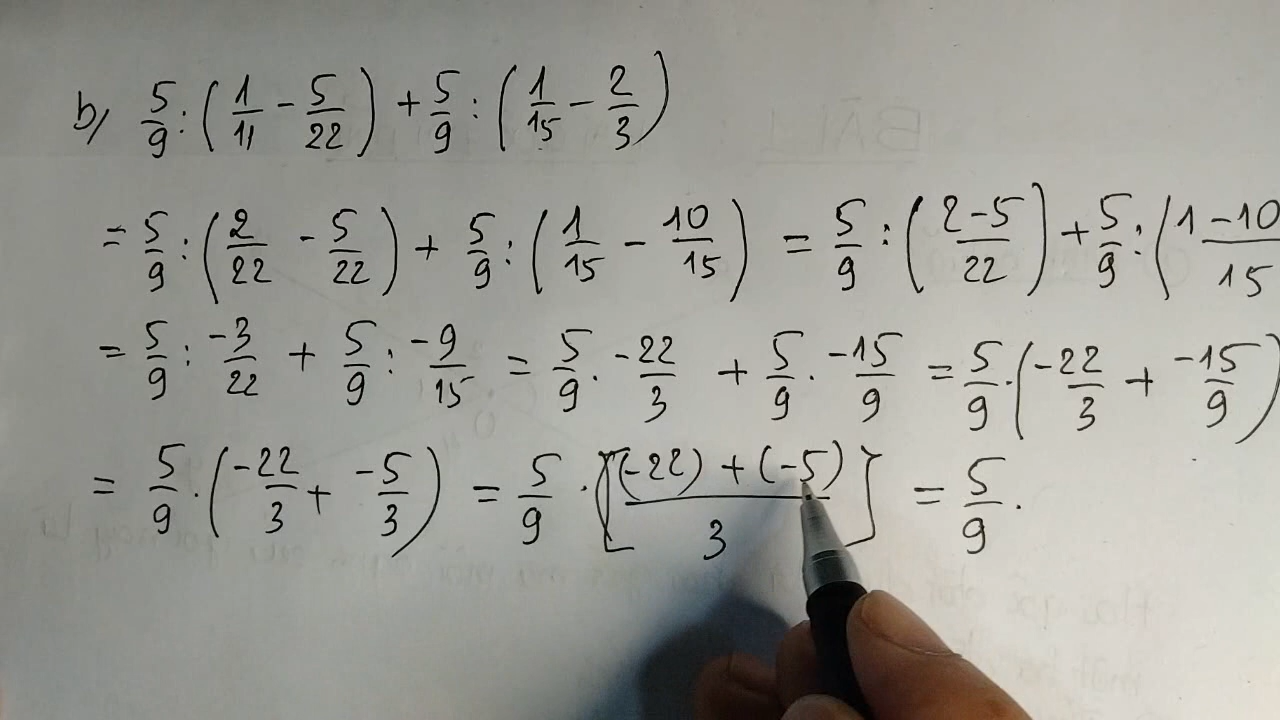 b/ 5/9 : (1/11 - 5/22) + 5/9 : (1/15 - 2/3)
= 5/9 : (2/22 - 5/22) + 5/9 : (1/15 - 10/15) = 5/9 : (2-5/22) + 5/9 : (1-10/15
= 5/9 : -3/22 + 5/9 : -9/15 = 5/9 . -22/3 + 5/9 . -15/9 = 5/9 . (-22/3 + -15/9)
= 5/9 . (-22/3 + -5/3) = 5/9 . [(-22) + (-5)/3] = 5/9 .